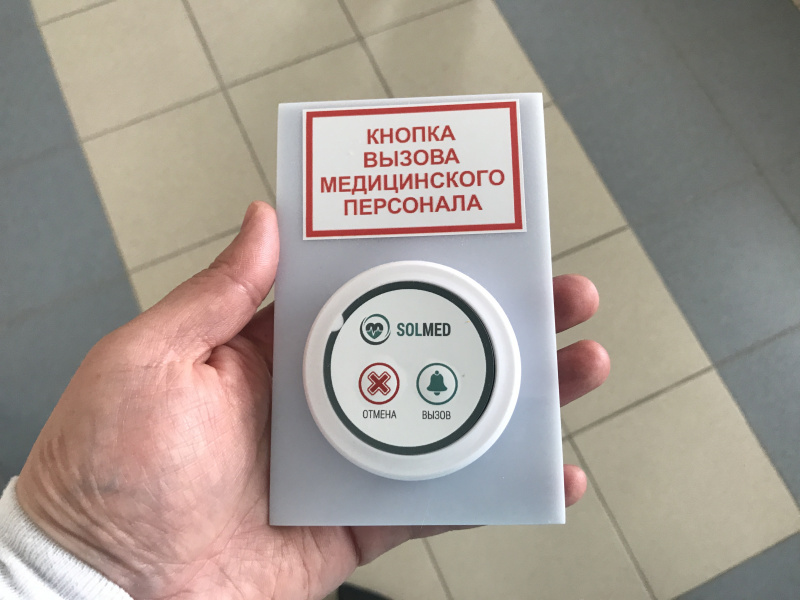 КНОПКА
ВЫЗОВА
МЕДИЦИНСКОГО
ПЕРСОНАЛА
SOLMED
ОТМЕНА ВЫЗОВ